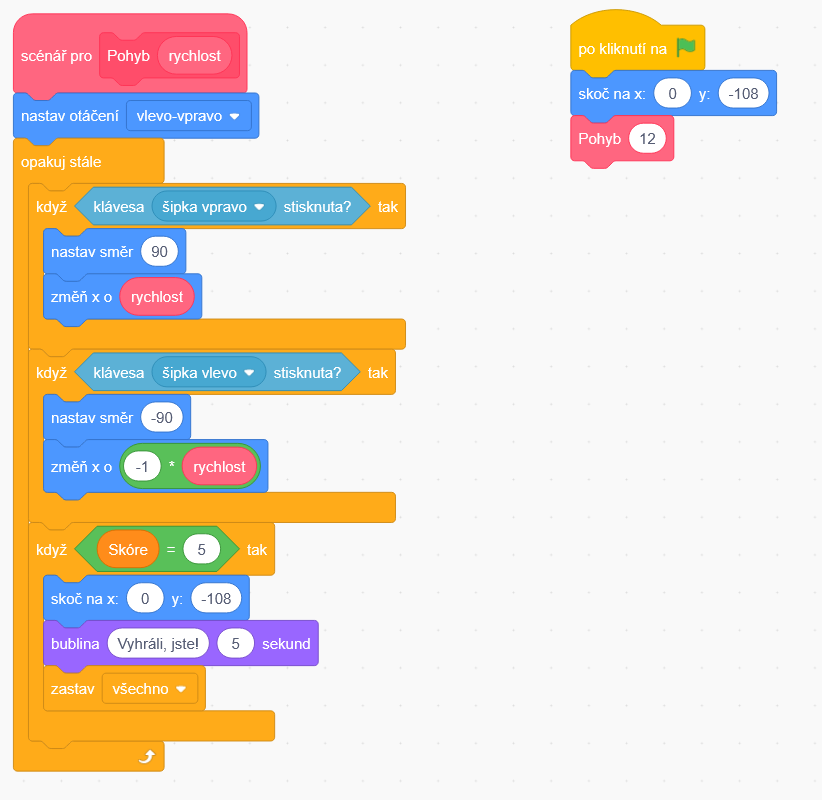 scénář pro Pohyb rychlost
nastav otáčení vlevo-vpravo
opakuj stále
když klávesa šipka vpravo stisknuta? tak
nastav směr 90
změň x o rychlost
když klávesa šipka vlevo stisknuta? tak
nastav směr -90
změň x o -1 * rychlost
když Skóre = 5 tak
skoč na x: 0 y: -108
bublina Vyhráli, jste! 5 sekund
zastav všechno
po kliknutí na
skoč na x: 0 y: -108
Pohyb 12